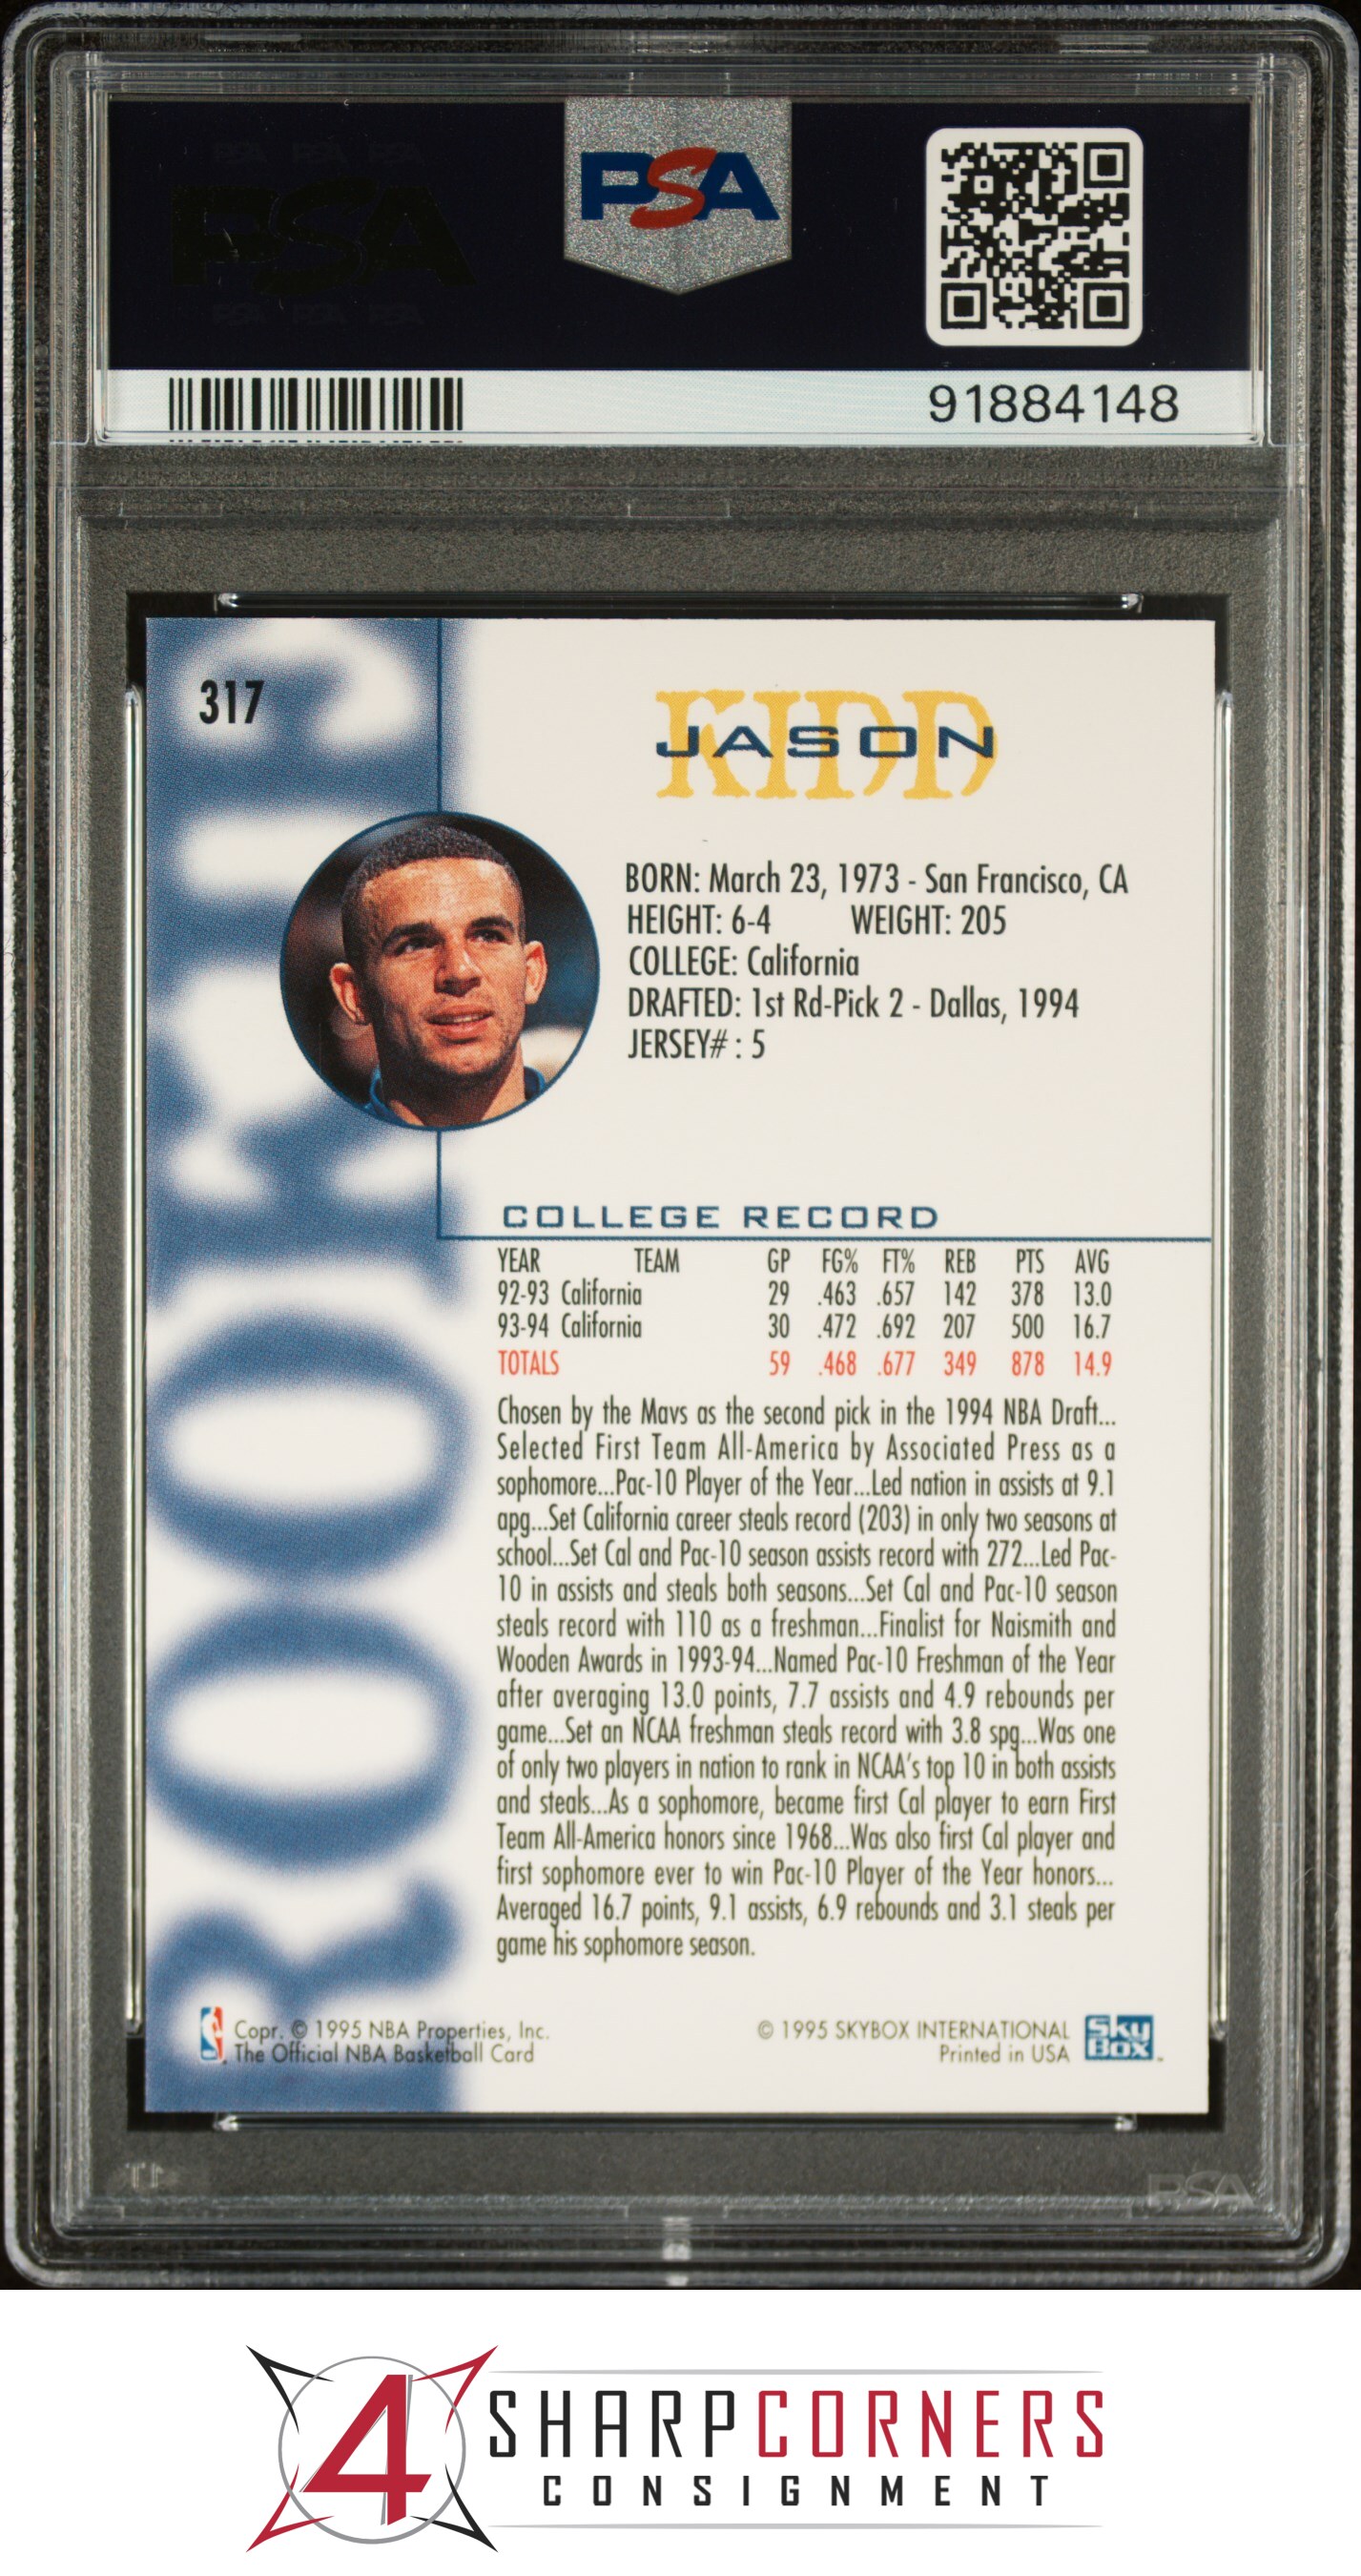 PSA
PSA PSA PSA
PSA
PSA PSA PSA
91884148
317
JASON
KIDD
BORN: March 23, 1973 - San Francisco, CA
HEIGHT: 6-4 WEIGHT: 205
COLLEGE: California
DRAFTED: 1st Rd-Pick 2 - Dallas, 1994
JERSEY# : 5
ROOKIE
COLLEGE RECORD
YEAR TEAM GP FG% FT% REB PTS AVG
92-93 California 29 .463 .657 142 378 13.0
93-94 California 30 .472 .692 207 500 16.7
TOTALS 59 .468 .677 349 878 14.9
Chosen by the Mavs as the second pick in the 1994 NBA Draft...
Selected First Team All-America by Associated Press as a
sophomore...Pac-10 Player of the Year...Led nation in assists at 9.1
apg...Set California career steals record (203) in only two seasons at
school...Set Cal and Pac-10 season assists record with 272...Led Pac-
10 in assists and steals both seasons...Set Cal and Pac-10 season
steals record with 110 as a freshman...Finalist for Naismith and
Wooden Awards in 1993-94...Named Pac-10 Freshman of the Year
after averaging 13.0 points, 7.7 assists and 4.9 rebounds per
game...Set an NCAA freshman steals record with 3.8 spg...Was one
of only two players in nation to rank in NCAA's top 10 in both assists
and steals...As a sophomore, became first Cal player to earn First
Team All-America honors since 1968...Was also first Cal player and
first sophomore ever to win Pac-10 Player of the Year honors...
Averaged 16.7 points, 9.1 assists, 6.9 rebounds and 3.1 steals per
game his sophomore season.
Copr. © 1995 NBA Properties, Inc.
The Official NBA Basketball Card
© 1995 SKYBOX INTERNATIONAL
Printed in USA
SkyBox
PSA
4 SHARPCORNERS
CONSIGNMENT